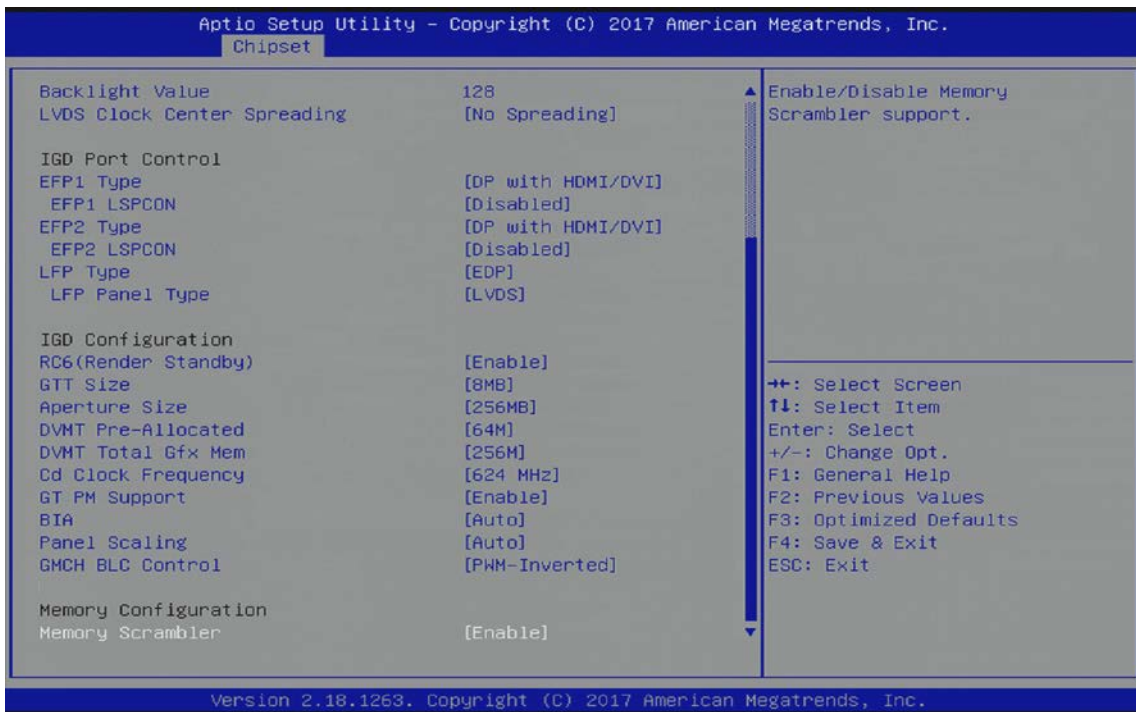 Aptio Setup Utility – Copyright (C) 2017 American Megatrends, Inc.
Chipset
Backlight Value 128
LVDS Clock Center Spreading [No Spreading]
IGD Port Control
EFP1 Type [DP with HDMI/DVI]
EFP1 LSPCON [Disabled]
EFP2 Type [DP with HDMI/DVI]
EFP2 LSPCON [Disabled]
LFP Type [EDP]
LFP Panel Type [LVDS]
IGD Configuration
RC6(Render Standby) [Enable]
GTT Size [8MB]
Aperture Size [256MB]
DVMT Pre-Allocated [64M]
DVMT Total Gfx Mem [256M]
Cd Clock Frequency [624 MHz]
GT PM Support [Enable]
BIA [Auto]
Panel Scaling [Auto]
GMCH BLC Control [PWM-Inverted]
Memory Configuration
Memory Scrambler [Enable]
Enable/Disable Memory
Scrambler support.
→←: Select Screen
↑↓: Select Item
Enter: Select
+/-: Change Opt.
F1: General Help
F2: Previous Values
F3: Optimized Defaults
F4: Save & Exit
ESC: Exit
Version 2.18.1263. Copyright (C) 2017 American Megatrends, Inc.